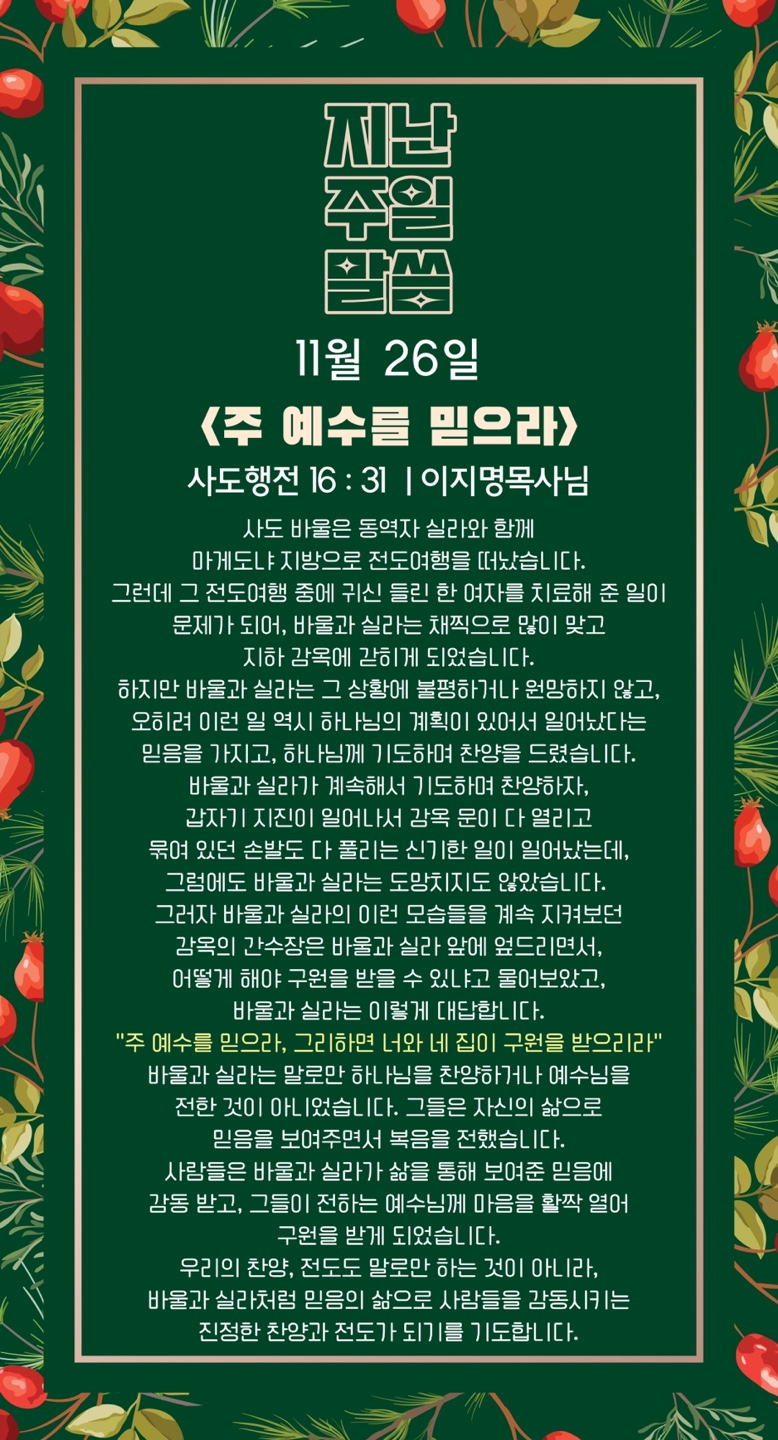 지난
주일
말씀
11월 26일
<주 예수를 믿으라>
사도행전 16 : 31 | 이지명목사님
사도 바울은 동역자 실라와 함께
마게도냐 지방으로 전도여행을 떠났습니다.
그런데 그 전도여행 중에 귀신 들린 한 여자를 치료해 준 일이
문제가 되어, 바울과 실라는 채찍으로 많이 맞고
지하 감옥에 갇히게 되었습니다.
하지만 바울과 실라는 그 상황에 불평하거나 원망하지 않고,
오히려 이런 일 역시 하나님의 계획이 있어서 일어났다는
믿음을 가지고, 하나님께 기도하며 찬양을 드렸습니다.
바울과 실라가 계속해서 기도하며 찬양하자,
갑자기 지진이 일어나서 감옥 문이 다 열리고
묶여 있던 손발도 다 풀리는 신기한 일이 일어났는데,
그럼에도 바울과 실라는 도망치지도 않았습니다.
그러자 바울과 실라의 이런 모습들을 계속 지켜보던
감옥의 간수장은 바울과 실라 앞에 엎드리면서,
어떻게 해야 구원을 받을 수 있냐고 물어보았고,
바울과 실라는 이렇게 대답합니다.
"주 예수를 믿으라, 그리하면 너와 네 집이 구원을 받으리라"
바울과 실라는 말로만 하나님을 찬양하거나 예수님을
전한 것이 아니었습니다. 그들은 자신의 삶으로
믿음을 보여주면서 복음을 전했습니다.
사람들은 바울과 실라가 삶을 통해 보여준 믿음에
감동 받고, 그들이 전하는 예수님께 마음을 활짝 열어
구원을 받게 되었습니다.
우리의 찬양, 전도도 말로만 하는 것이 아니라,
바울과 실라처럼 믿음의 삶으로 사람들을 감동시키는
진정한 찬양과 전도가 되기를 기도합니다.